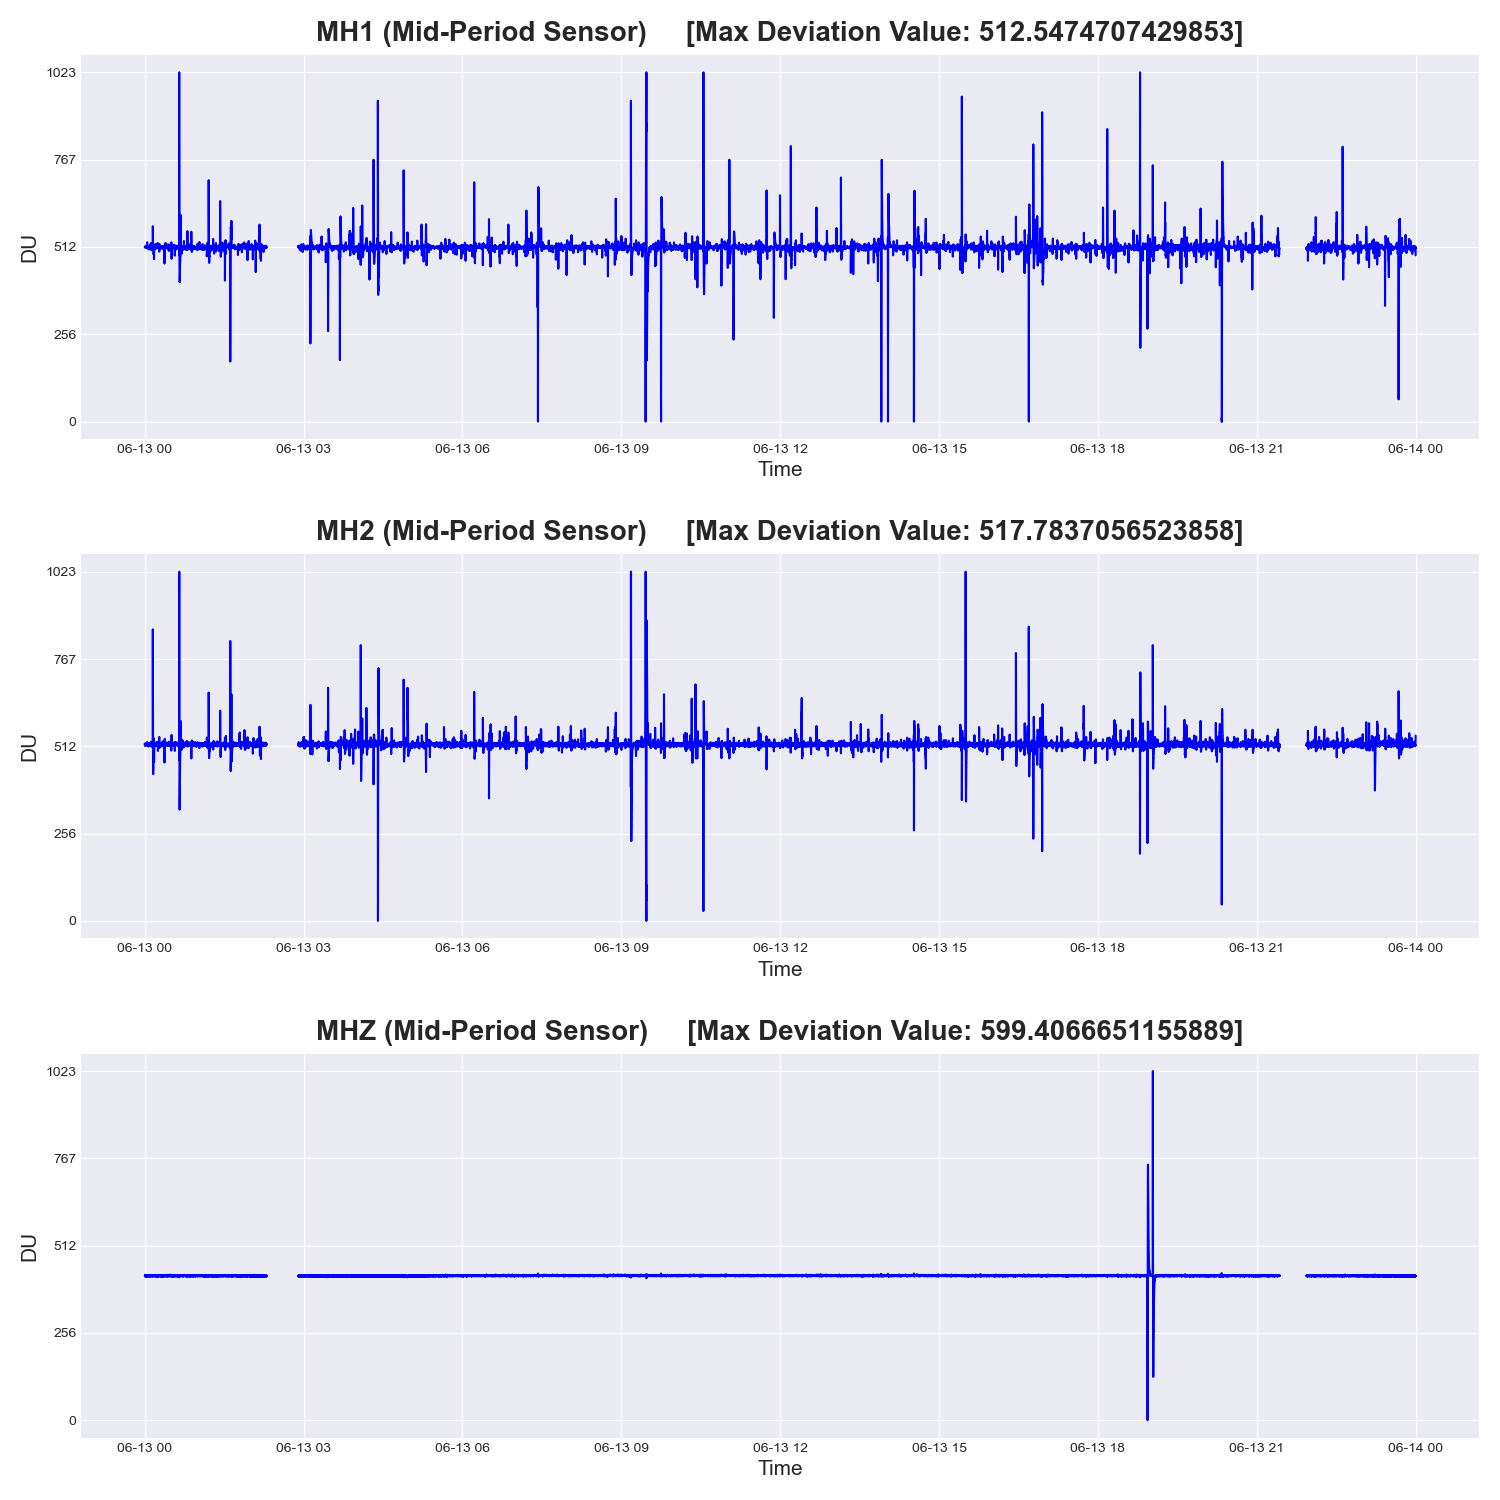 MH1 (Mid-Period Sensor) [Max Deviation Value: 512.5474707429853]
1023
767
512
256
0
DU
06-13 00 06-13 03 06-13 06 06-13 09 06-13 12 06-13 15 06-13 18 06-13 21 06-14 00
Time
MH2 (Mid-Period Sensor) [Max Deviation Value: 517.7837056523858]
1023
767
512
256
0
DU
06-13 00 06-13 03 06-13 06 06-13 09 06-13 12 06-13 15 06-13 18 06-13 21 06-14 00
Time
MHZ (Mid-Period Sensor) [Max Deviation Value: 599.4066651155889]
1023
767
512
256
0
DU
06-13 00 06-13 03 06-13 06 06-13 09 06-13 12 06-13 15 06-13 18 06-13 21 06-14 00
Time